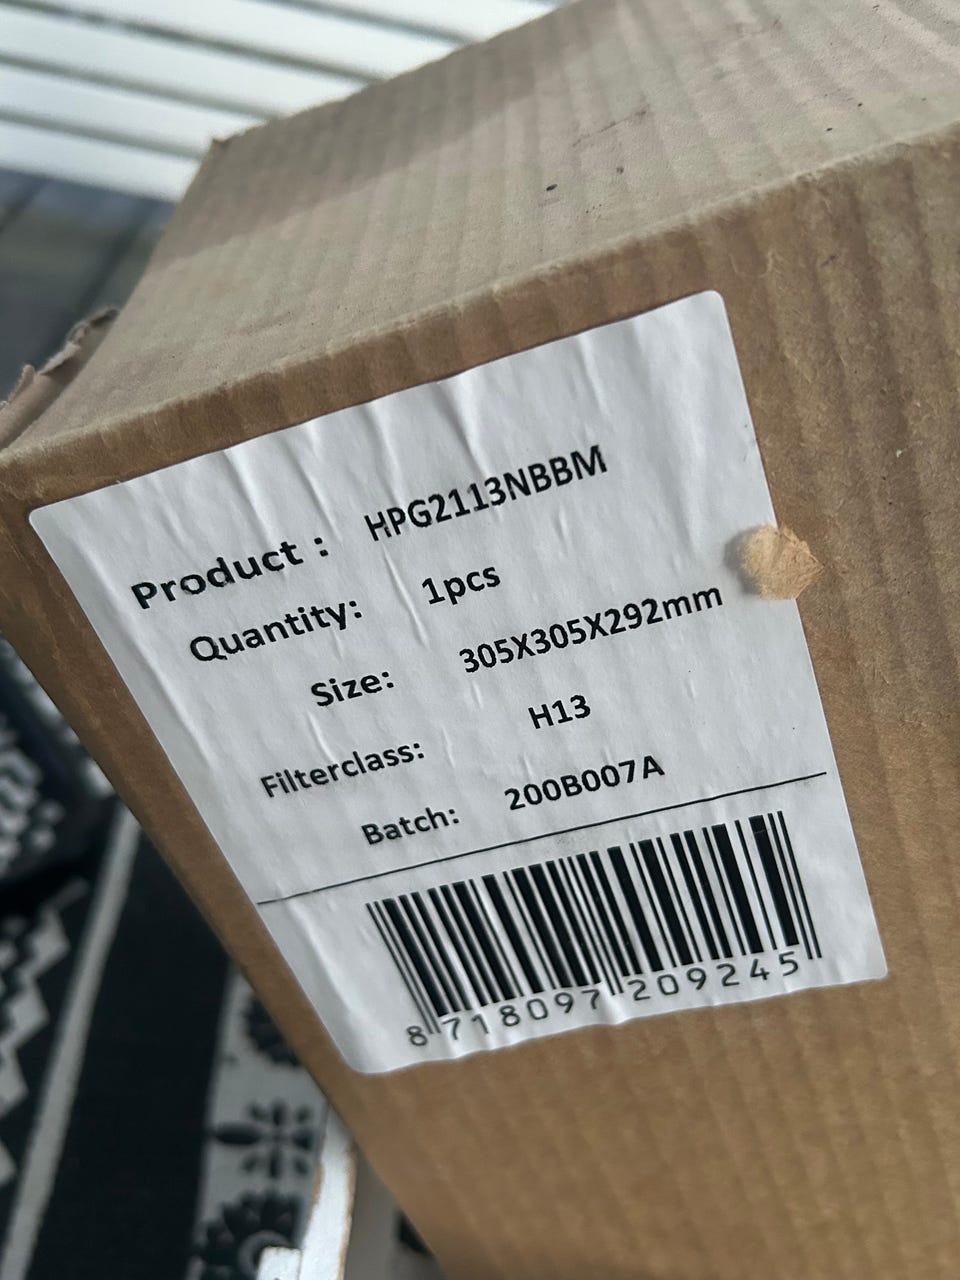 Product : HPG2113NBBM
Quantity: 1pcs
Size: 305X305X292mm
Filterclass: H13
Batch: 200B007A
8 718097 209245